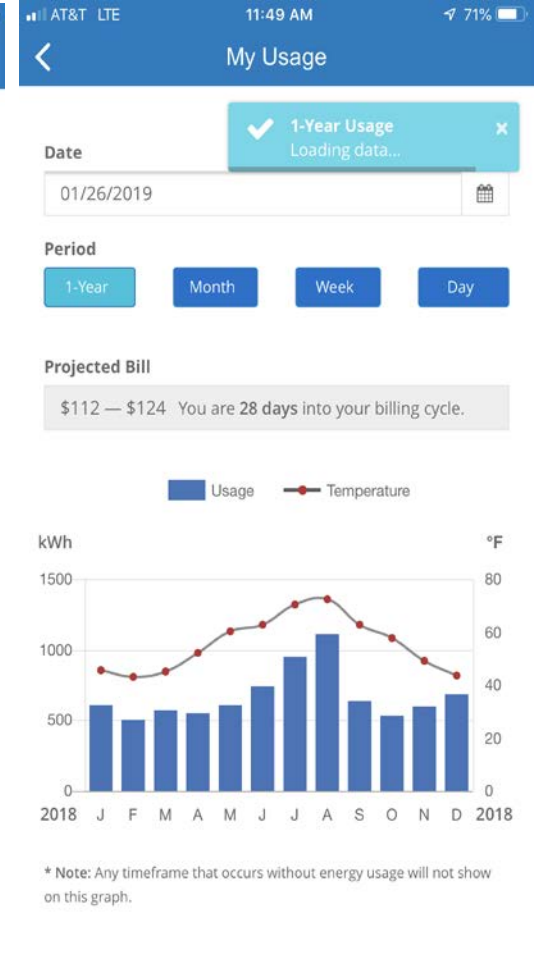 AT&T LTE 11:49 AM 71%
My Usage
1-Year Usage
Loading data...
Date
01/26/2019
Period
1-Year Month Week Day
Projected Bill
$112 — $124 You are 28 days into your billing cycle.
Usage Temperature
kWh °F
1500 80
60
1000
40
500
20
0 0
2018 J F M A M J J A S O N D 2018
* Note: Any timeframe that occurs without energy usage will not show
on this graph.